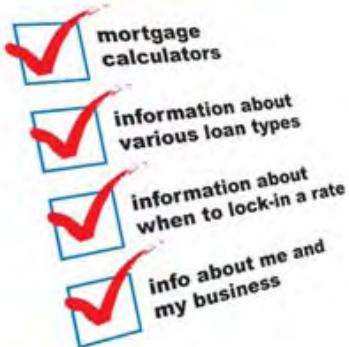 mortgage
calculators
information about
various loan types
information about
when to lock-in a rate
info about me and
my business